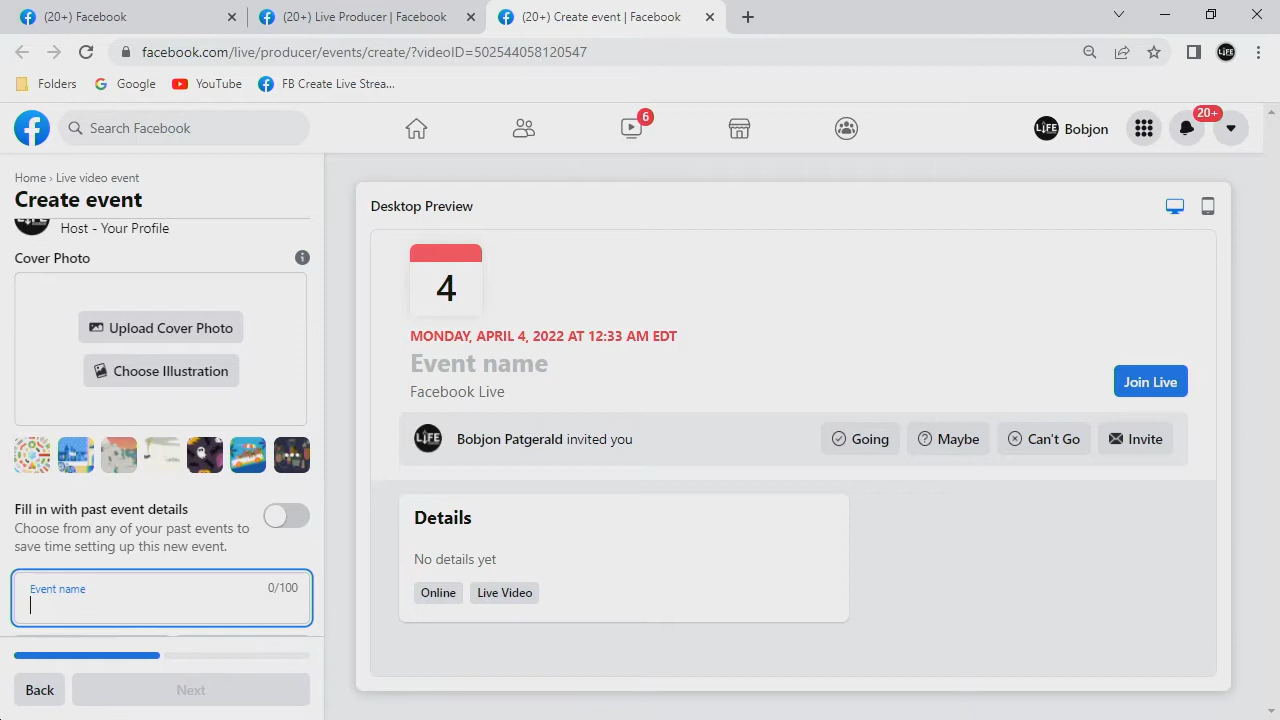 (20+) Facebook
(20+) Live Producer | Facebook
(20+) Create event | Facebook
facebook.com/live/producer/events/create/?videoID=502544058120547
Folders
Google
YouTube
FB Create Live Strea...
Search Facebook
6
LIFE
Bobjon
20+
Home › Live video event
Create event
Host - Your Profile
Cover Photo
Upload Cover Photo
Choose Illustration
Fill in with past event details
Choose from any of your past events to
save time setting up this new event.
Event name
0/100
Back
Next
Desktop Preview
4
MONDAY, APRIL 4, 2022 AT 12:33 AM EDT
Event name
Facebook Live
Join Live
LIFE
Bobjon Patgerald invited you
Going
Maybe
Can't Go
Invite
Details
No details yet
Online
Live Video